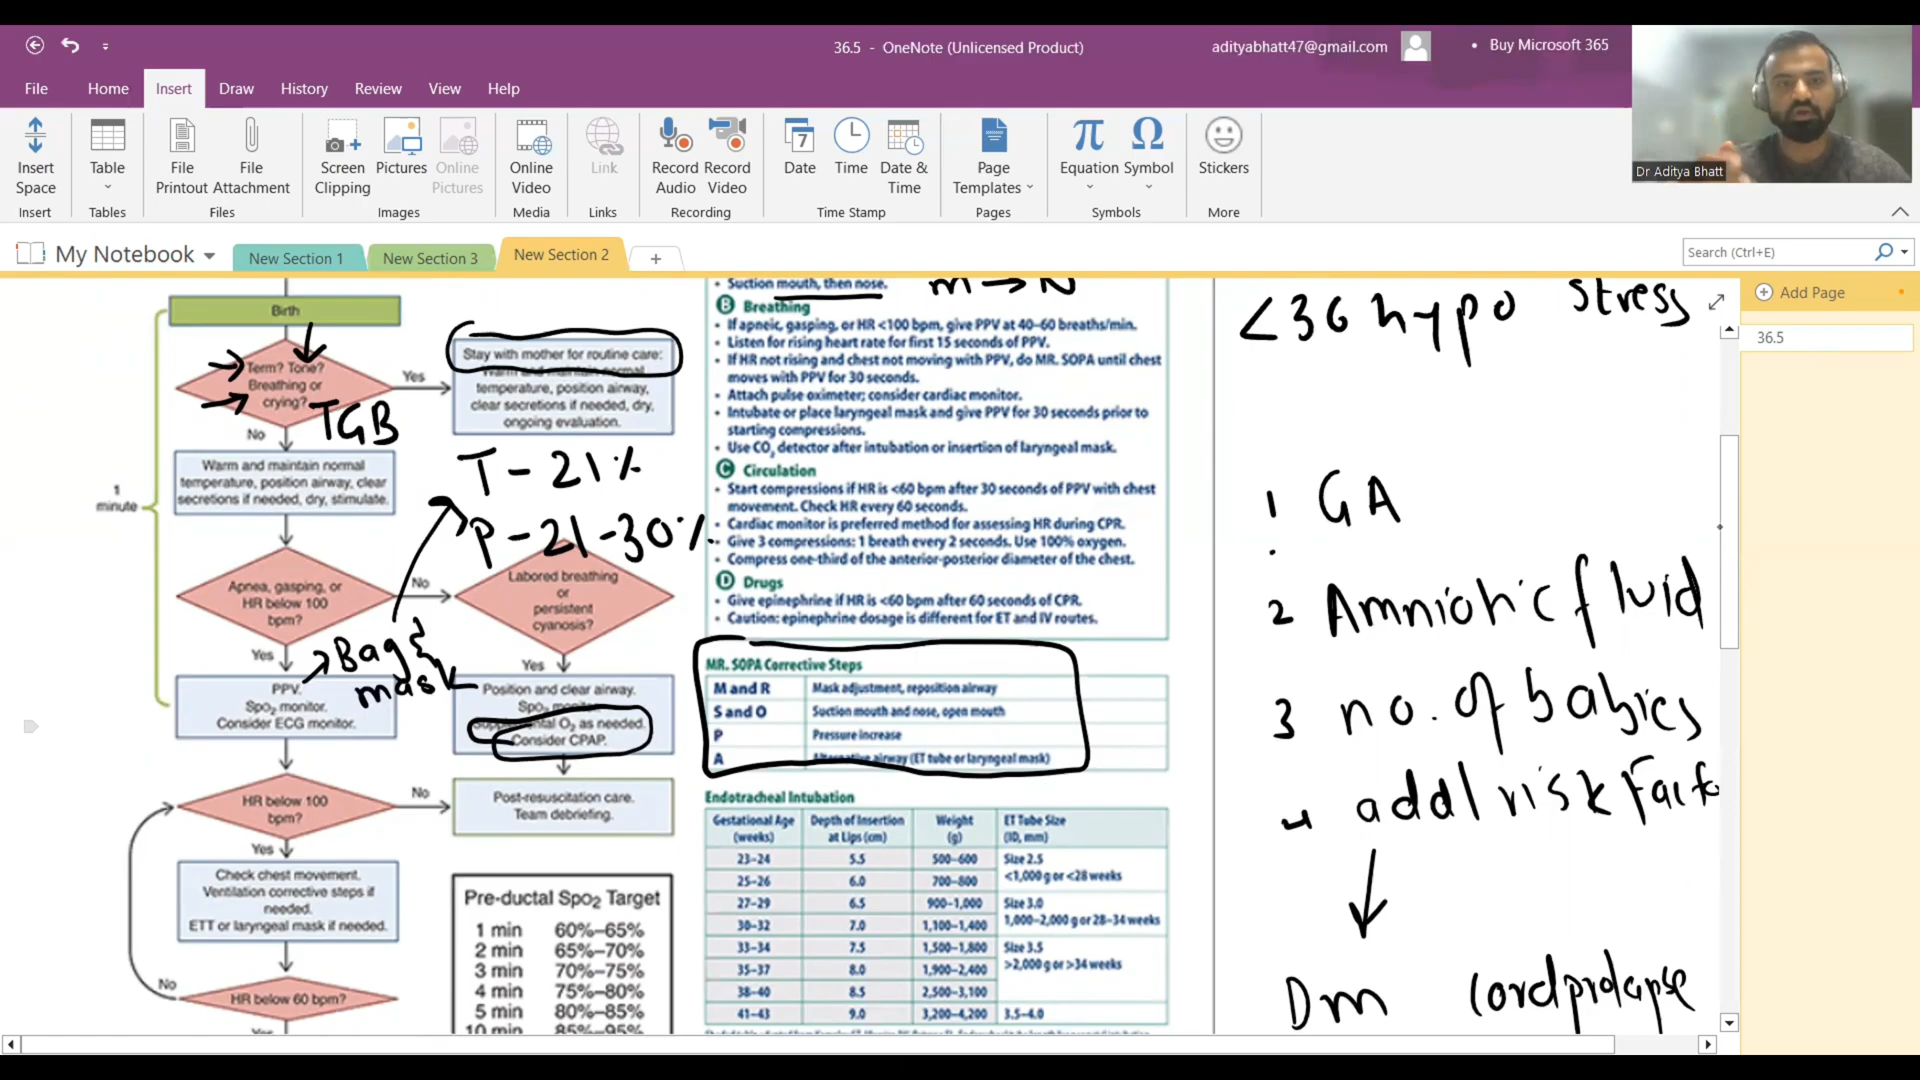 36.5 - OneNote (Unlicensed Product)
adityabhatt47@gmail.com
Buy Microsoft 365
File Home Insert Draw History Review View Help
Insert Space
Table
File Printout
File Attachment
Screen Clipping
Pictures
Online Pictures
Online Video
Link
Record Audio
Record Video
Date
Time
Date & Time
Page Templates
Equation
Symbol
Stickers
Insert Tables Files Images Media Links Recording Time Stamp Pages Symbols More
Dr Aditya Bhatt
My Notebook
New Section 1
New Section 3
New Section 2
Search (Ctrl+E)
Add Page
36.5
Birth
Term? Tone?
Breathing or
crying?
TGB
Yes
No
Stay with mother for routine care:
temperature, position airway,
clear secretions if needed, dry,
ongoing evaluation.
1
minute
Warm and maintain normal
temperature, position airway, clear
secretions if needed, dry, stimulate.
T - 21%
P - 21-30%
Apnea, gasping, or
HR below 100
bpm?
No
Labored breathing
or
persistent
cyanosis?
Yes
Yes
Bag &
mask
PPV.
Spo2 monitor.
Consider ECG monitor.
Position and clear airway.
Spo2 monitor.
O2 as needed.
Consider CPAP.
HR below 100
bpm?
No
Post-resuscitation care.
Team debriefing.
Yes
Check chest movement.
Ventilation corrective steps if
needed.
ETT or laryngeal mask if needed.
No
HR below 60 bpm?
Yes
Pre-ductal Spo2 Target
1 min 60%–65%
2 min 65%–70%
3 min 70%–75%
4 min 75%–80%
5 min 80%–85%
10 min 85%–95%
• Suction mouth, then nose.
m → N
B Breathing
• If apneic, gasping, or HR <100 bpm, give PPV at 40–60 breaths/min.
• Listen for rising heart rate for first 15 seconds of PPV.
• If HR not rising and chest not moving with PPV, do MR. SOPA until chest
moves with PPV for 30 seconds.
• Attach pulse oximeter; consider cardiac monitor.
• Intubate or place laryngeal mask and give PPV for 30 seconds prior to
starting compressions.
• Use CO2 detector after intubation or insertion of laryngeal mask.
C Circulation
• Start compressions if HR is <60 bpm after 30 seconds of PPV with chest
movement. Check HR every 60 seconds.
• Cardiac monitor is preferred method for assessing HR during CPR.
• Give 3 compressions: 1 breath every 2 seconds. Use 100% oxygen.
• Compress one-third of the anterior-posterior diameter of the chest.
D Drugs
• Give epinephrine if HR is <60 bpm after 60 seconds of CPR.
• Caution: epinephrine dosage is different for ET and IV routes.
MR. SOPA Corrective Steps
M and R Mask adjustment, reposition airway
S and O Suction mouth and nose, open mouth
P Pressure increase
A Alternative airway (ET tube or laryngeal mask)
Endotracheal Intubation
Gestational Age (weeks) Depth of Insertion at Lips (cm) Weight (g) ET Tube Size (ID, mm)
23–24 5.5 500–600 Size 2.5
25–26 6.0 700–800 <1,000 g or <28 weeks
27–29 6.5 900–1,000 Size 3.0
30–32 7.0 1,100–1,400 1,000–2,000 g or 28–34 weeks
33–34 7.5 1,500–1,800 Size 3.5
35–37 8.0 1,900–2,400 >2,000 g or >34 weeks
38–40 8.5 2,500–3,100
41–43 9.0 3,200–4,200 3.5–4.0
<36 hypo stress
1 GA
2 Amniotic fluid
3 no. of babies
4 addl risk Facto
Dm cord prolapse